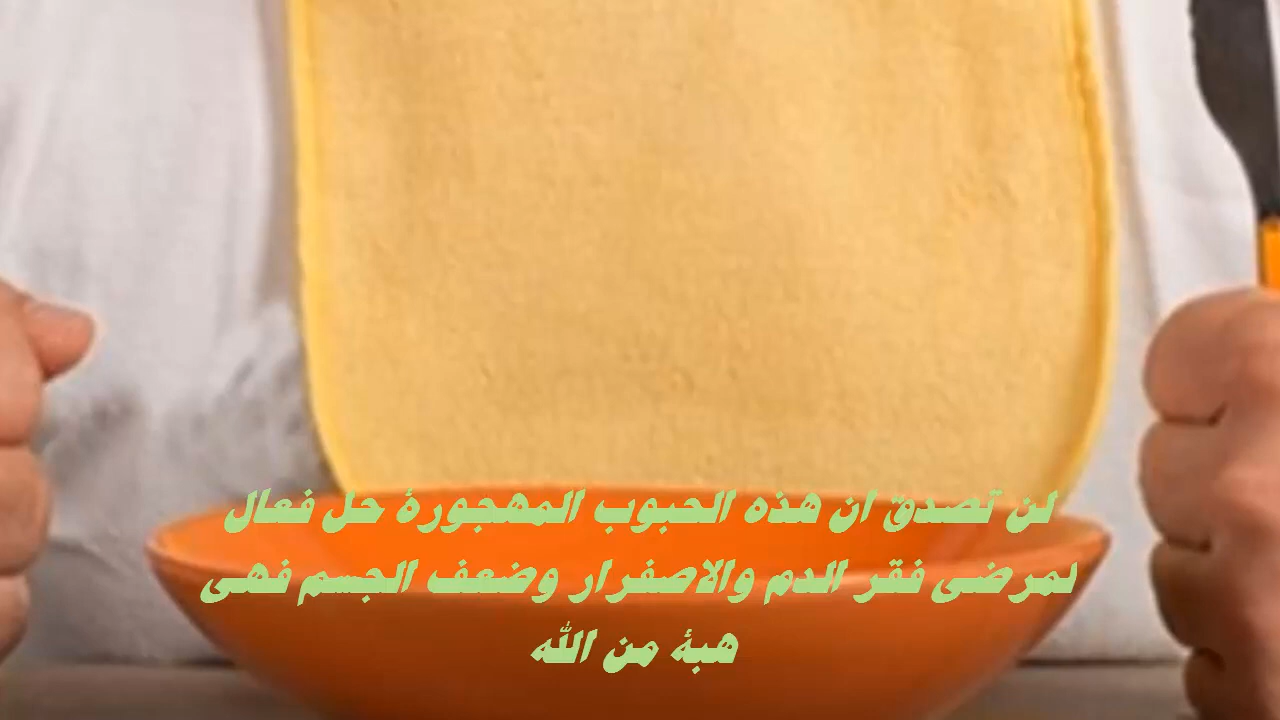 لن تصدق ان هذه الحبوب المهجورة حل فعال
لمرضى فقر الدم والاصفرار وضعف الجسم فهى
هبة من الله